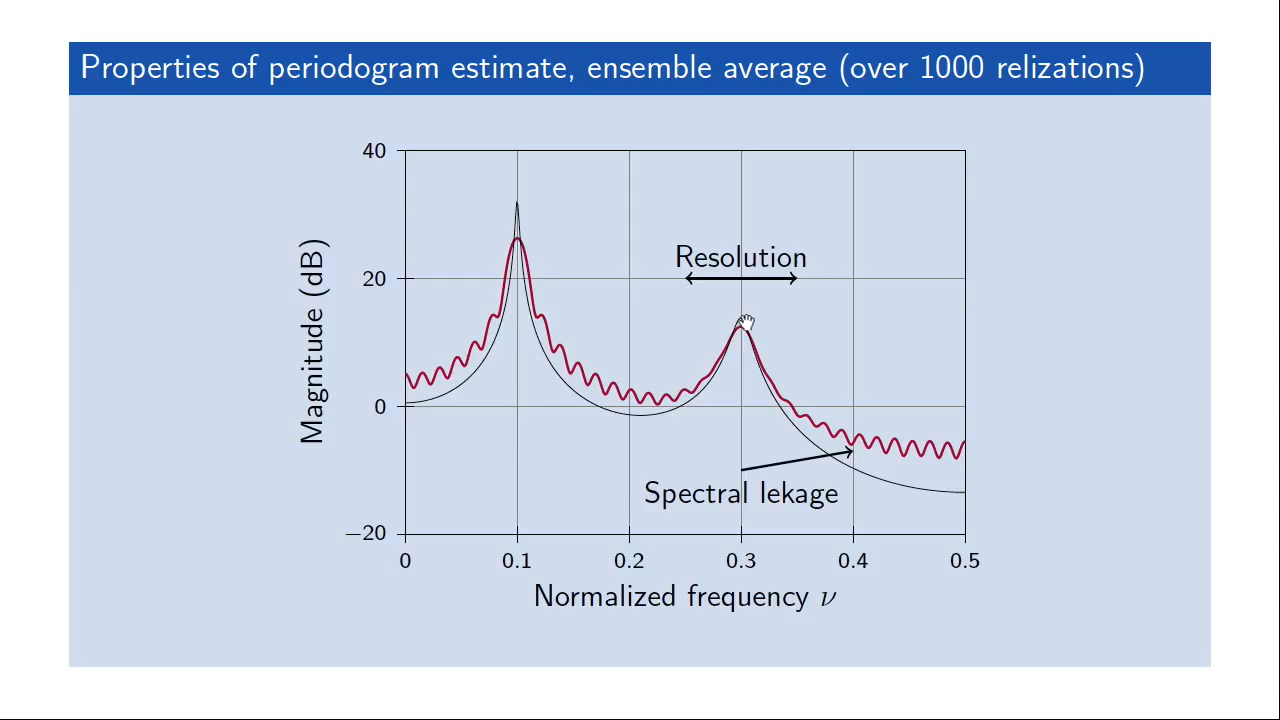 Properties of periodogram estimate, ensemble average (over 1000 relizations)
40
20
0
−20
Magnitude (dB)
Resolution
Spectral lekage
0 0.1 0.2 0.3 0.4 0.5
Normalized frequency ν